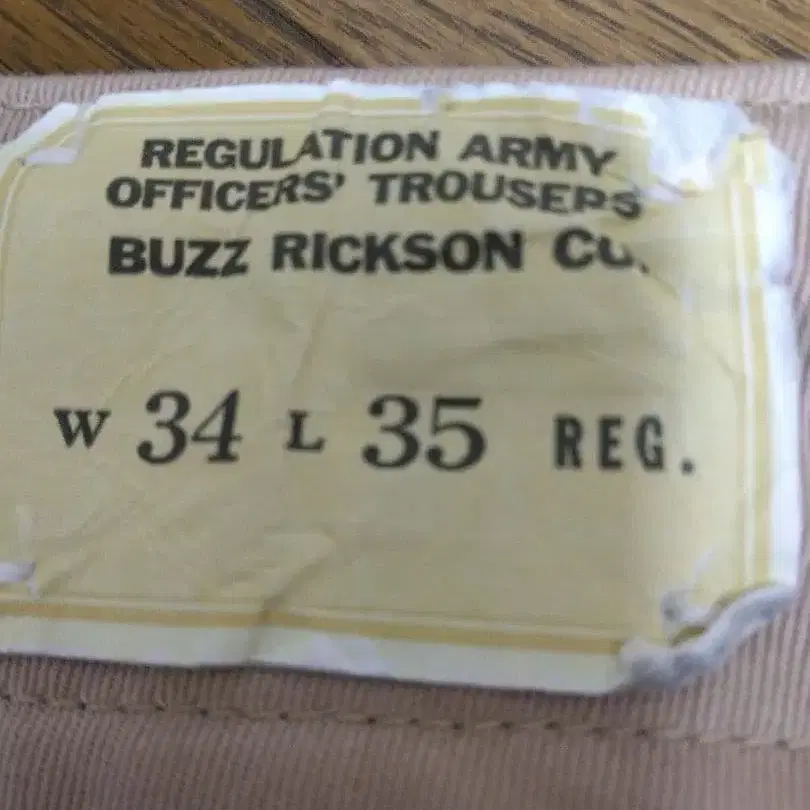 REGULATION ARMY
OFFICERS' TROUSERS
BUZZ RICKSON CO.
W 34 L 35 REG.